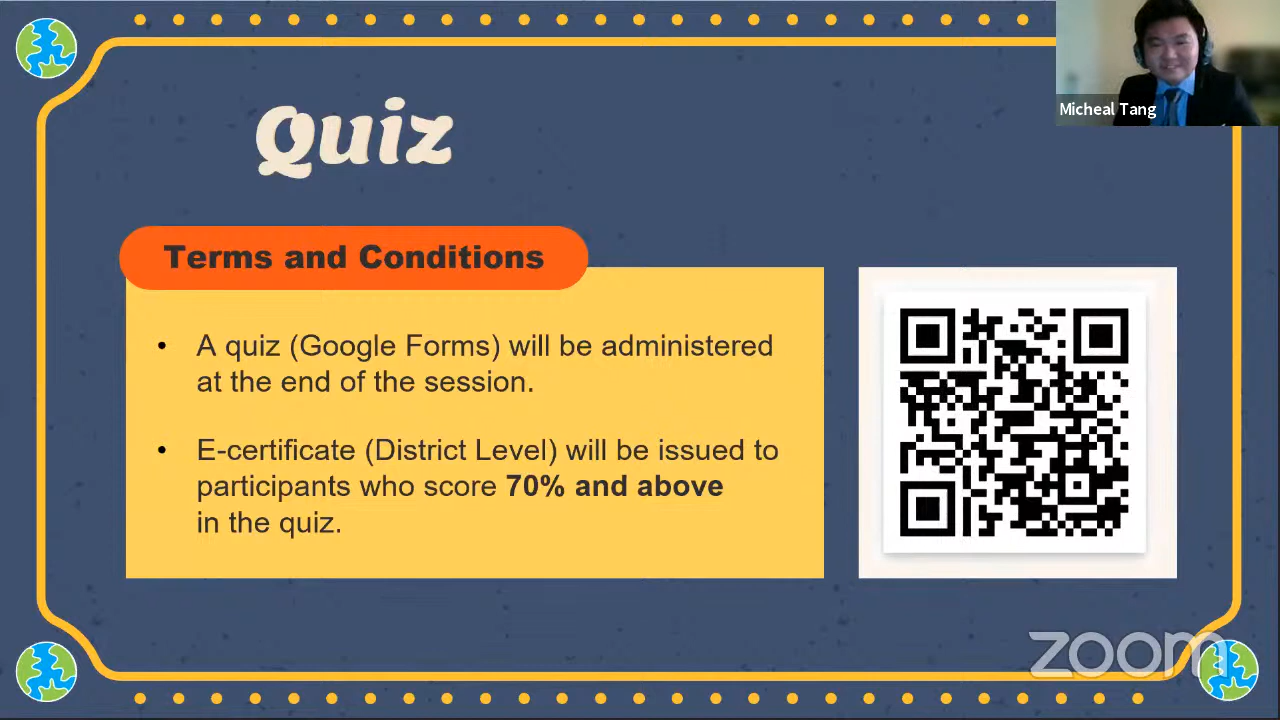 Micheal Tang
Quiz
Terms and Conditions
• A quiz (Google Forms) will be administered
at the end of the session.
• E-certificate (District Level) will be issued to
participants who score 70% and above
in the quiz.
zoom